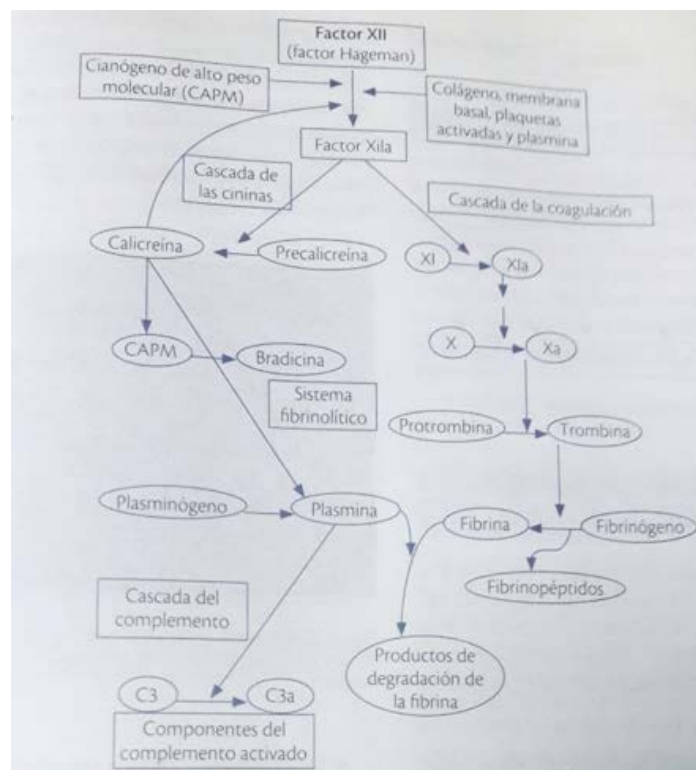 Factor XII
(factor Hageman)
Cianógeno de alto peso
molecular (CAPM)
Colágeno, membrana
basal, plaquetas
activadas y plasmina
Factor XIla
Cascada de
las cininas
Cascada de la coagulación
Calicreína
Precalicreína
XI
XIa
CAPM
Bradicina
X
Xa
Sistema
fibrinolítico
Protrombina
Trombina
Plasminógeno
Plasmina
Fibrina
Fibrinógeno
Fibrinopéptidos
Cascada del
complemento
Productos de
degradación de
la fibrina
C3
C3a
Componentes del
complemento activado